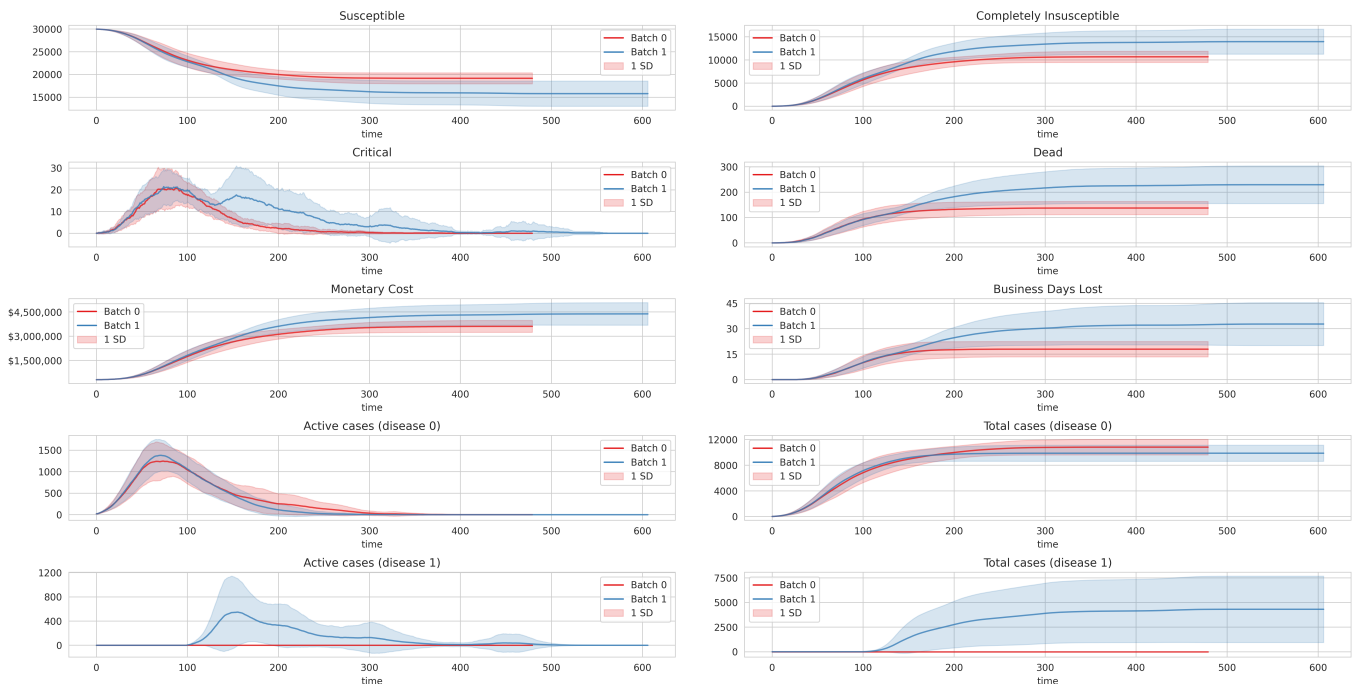 Susceptible
30000
25000
20000
15000
Batch 0
Batch 1
1 SD
0 100 200 300 400 500 600
time
Completely Insusceptible
15000
10000
5000
0
Batch 0
Batch 1
1 SD
0 100 200 300 400 500 600
time
Critical
30
20
10
0
Batch 0
Batch 1
1 SD
0 100 200 300 400 500 600
time
Dead
300
200
100
0
Batch 0
Batch 1
1 SD
0 100 200 300 400 500 600
time
Monetary Cost
$4,500,000
$3,000,000
$1,500,000
Batch 0
Batch 1
1 SD
0 100 200 300 400 500 600
time
Business Days Lost
45
30
15
0
Batch 0
Batch 1
1 SD
0 100 200 300 400 500 600
time
Active cases (disease 0)
1500
1000
500
0
Batch 0
Batch 1
1 SD
0 100 200 300 400 500 600
time
Total cases (disease 0)
12000
8000
4000
0
Batch 0
Batch 1
1 SD
0 100 200 300 400 500 600
time
Active cases (disease 1)
1200
800
400
0
Batch 0
Batch 1
1 SD
0 100 200 300 400 500 600
time
Total cases (disease 1)
7500
5000
2500
0
Batch 0
Batch 1
1 SD
0 100 200 300 400 500 600
time